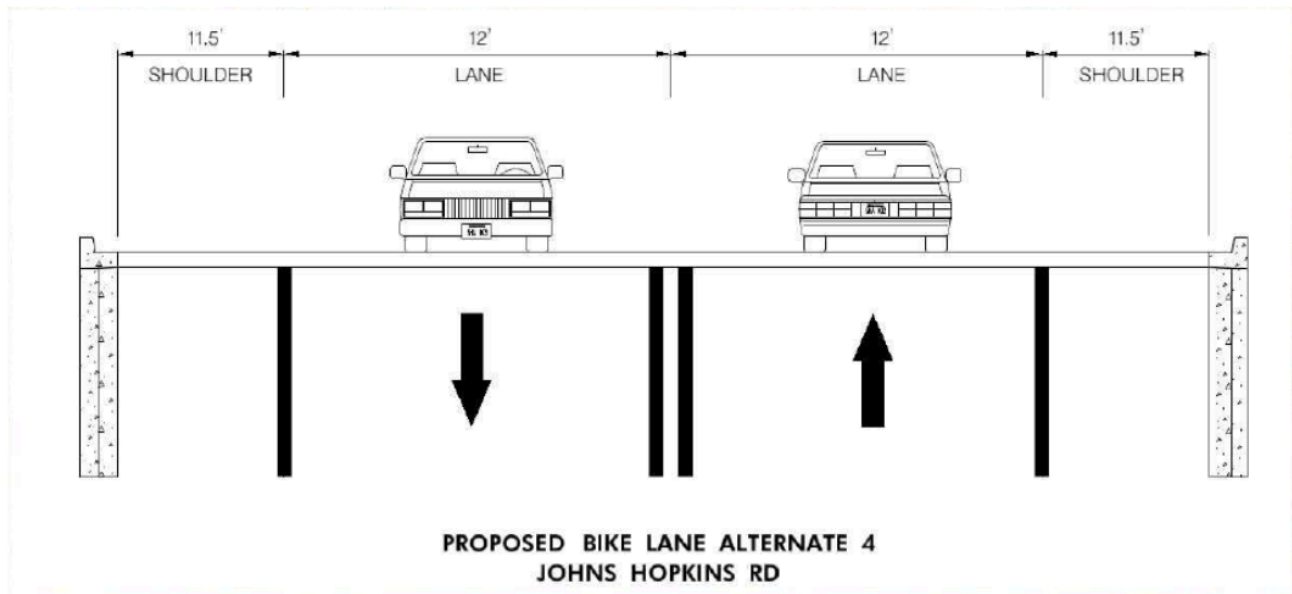 11.5' 12' 12' 11.5'
SHOULDER LANE LANE SHOULDER
PROPOSED BIKE LANE ALTERNATE 4
JOHNS HOPKINS RD